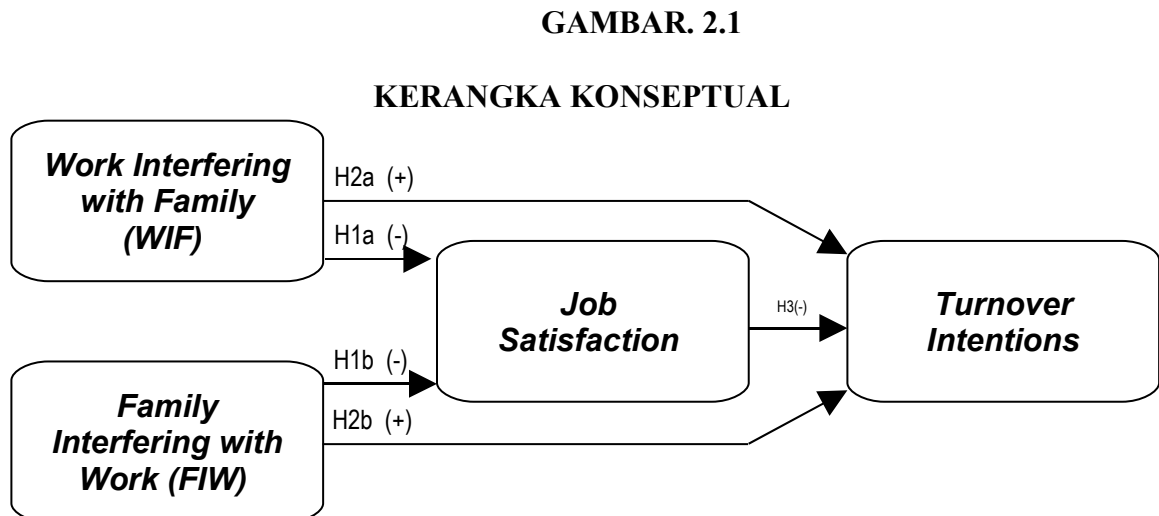 GAMBAR. 2.1
KERANGKA KONSEPTUAL
Work Interfering
with Family
(WIF)
H2a (+)
H1a (-)
Job
Satisfaction
H3(-)
Turnover
Intentions
H1b (-)
H2b (+)
Family
Interfering with
Work (FIW)